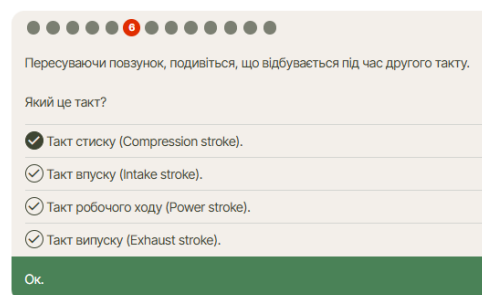 6
Пересуваючи повзунок, подивіться, що відбувається під час другого такту.
Який це такт?
Такт стиску (Compression stroke).
Такт впуску (Intake stroke).
Такт робочого ходу (Power stroke).
Такт випуску (Exhaust stroke).
Ок.